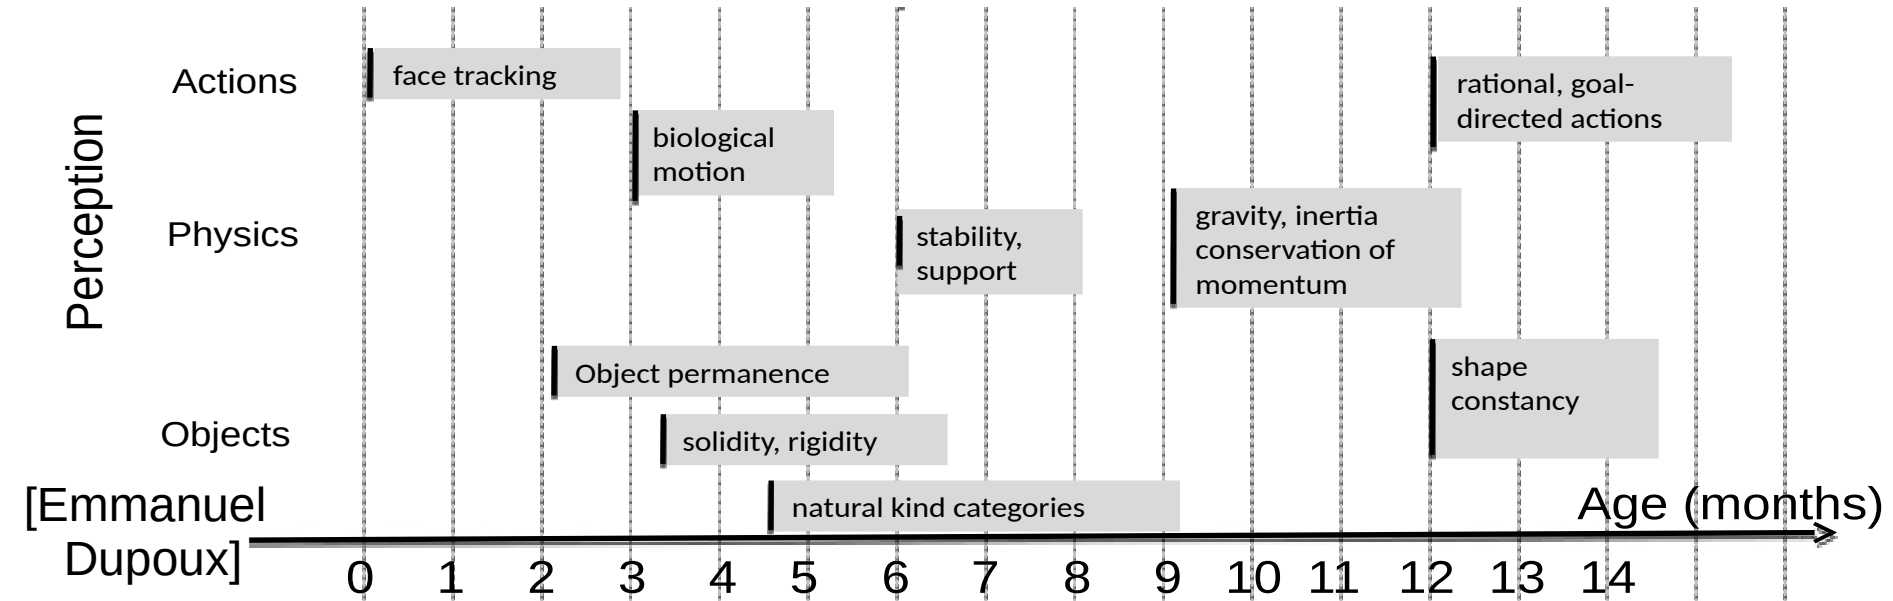 Perception
Actions
face tracking
rational, goal-
directed actions
biological
motion
Physics
stability,
support
gravity, inertia
conservation of
momentum
Object permanence
shape
constancy
Objects
solidity, rigidity
natural kind categories
[Emmanuel
Dupoux]
Age (months)
0 1 2 3 4 5 6 7 8 9 10 11 12 13 14